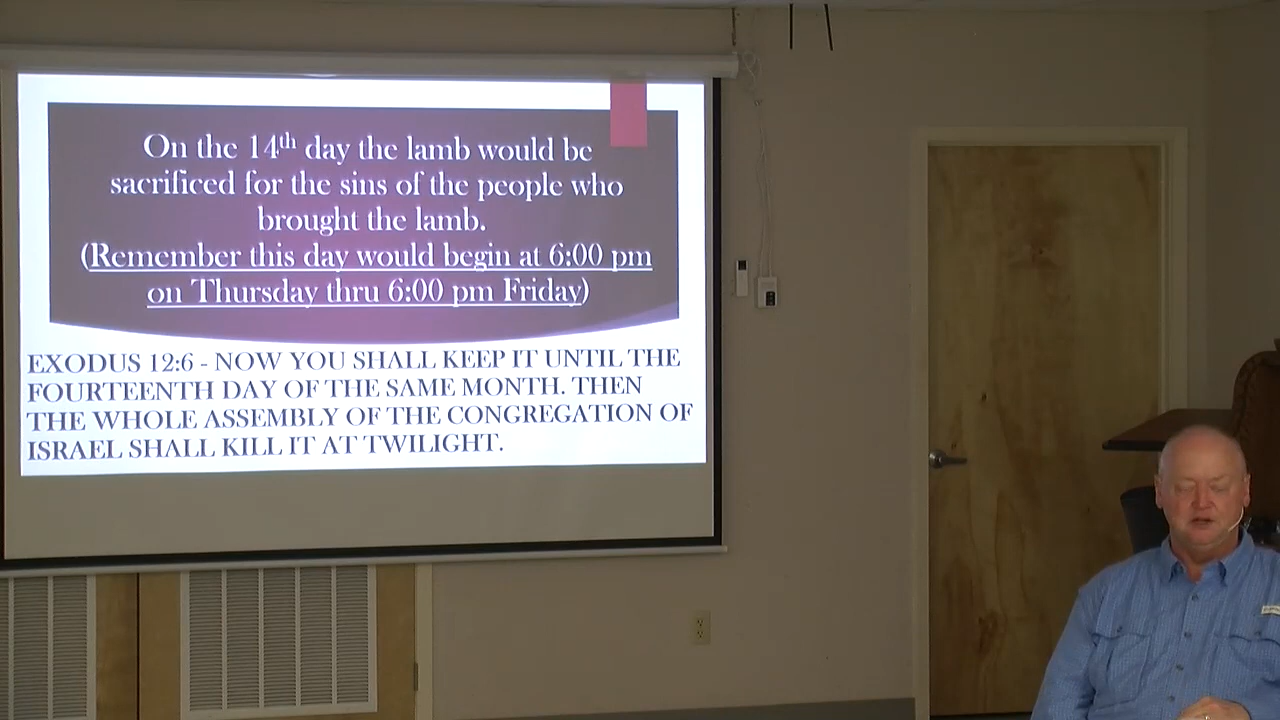 On the 14th day the lamb would be
sacrificed for the sins of the people who
brought the lamb.
(Remember this day would begin at 6:00 pm
on Thursday thru 6:00 pm Friday)
EXODUS 12:6 - NOW YOU SHALL KEEP IT UNTIL THE
FOURTEENTH DAY OF THE SAME MONTH. THEN
THE WHOLE ASSEMBLY OF THE CONGREGATION OF
ISRAEL SHALL KILL IT AT TWILIGHT.